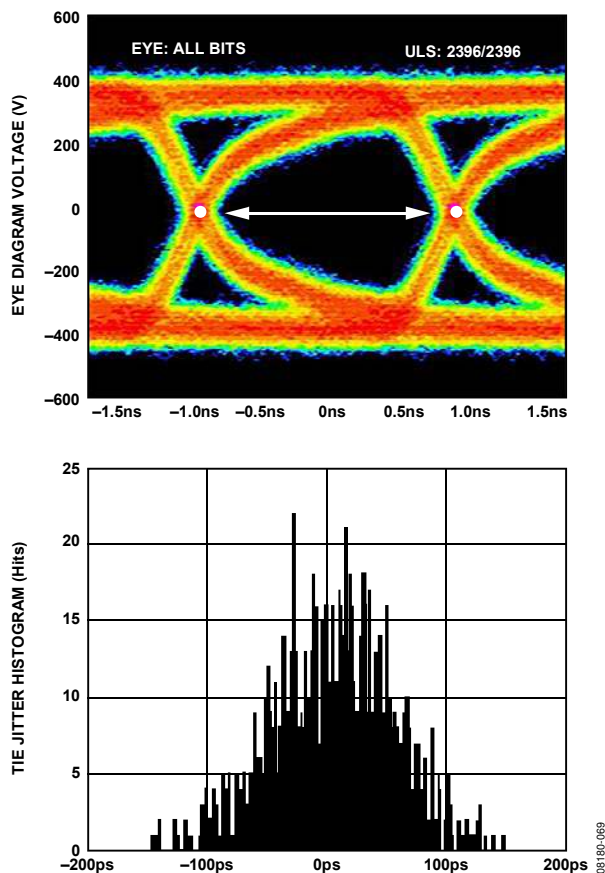 600
400
200
0
–200
–400
–600
EYE DIAGRAM VOLTAGE (V)
EYE: ALL BITS
ULS: 2396/2396
–1.5ns –1.0ns –0.5ns 0ns 0.5ns 1.0ns 1.5ns
25
20
15
10
5
0
TIE JITTER HISTOGRAM (Hits)
–200ps –100ps 0ps 100ps 200ps
08180-069